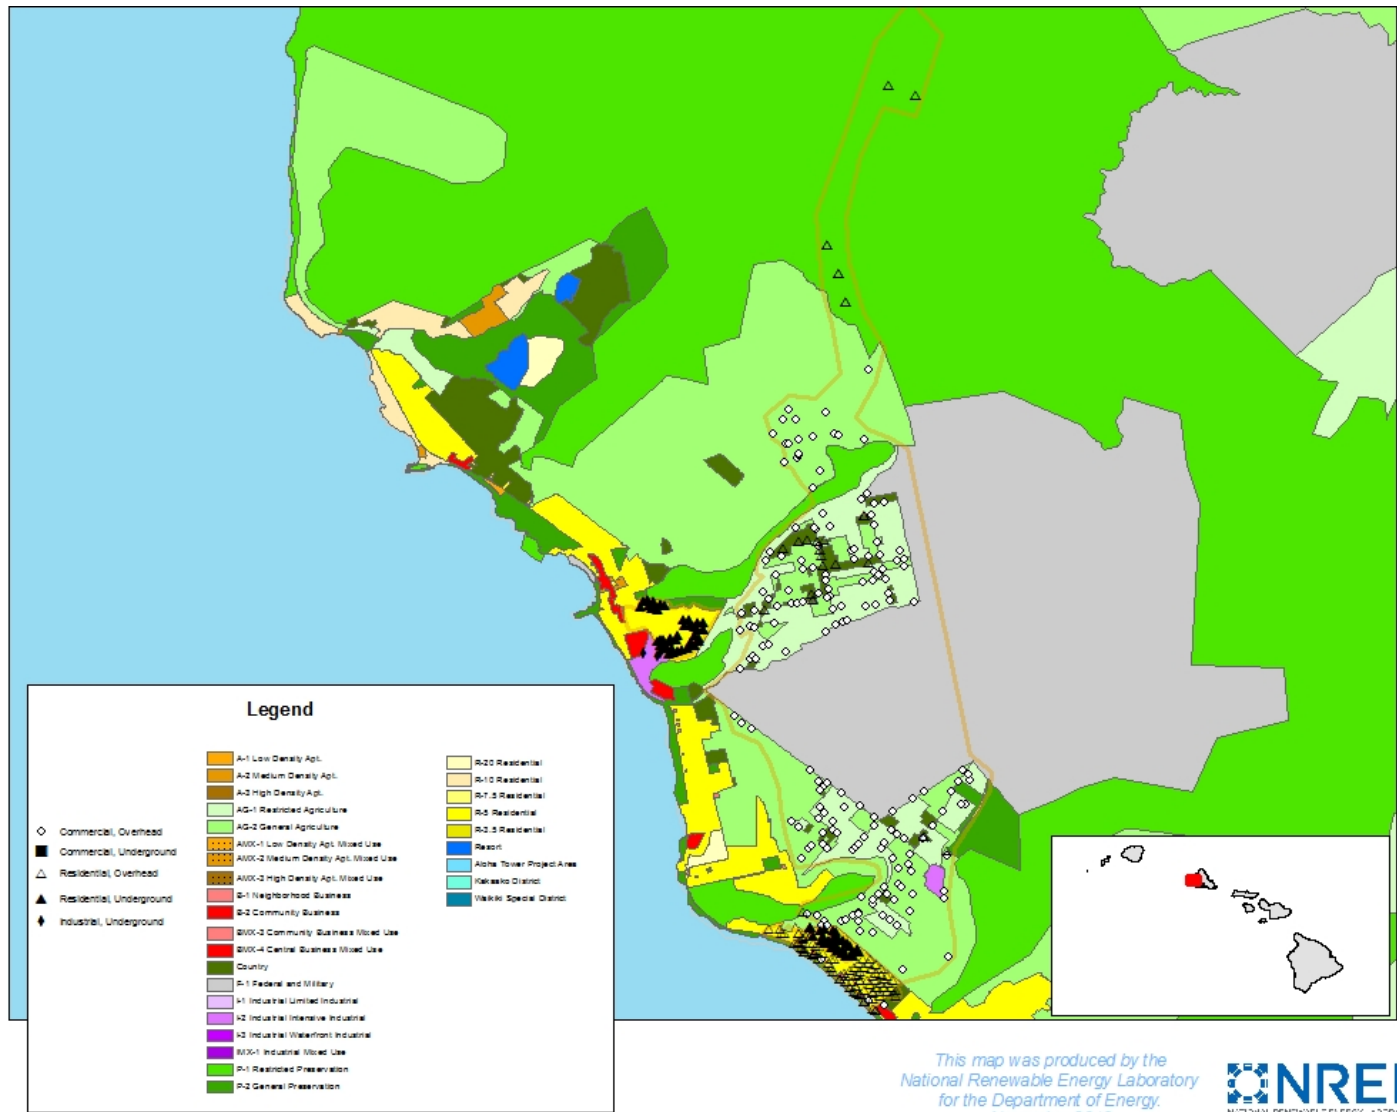 Legend
Commercial, Overhead
Commercial, Underground
Residential, Overhead
Residential, Underground
Industrial, Underground
A-1 Low Density Apt.
A-2 Medium Density Apt.
A-3 High Density Apt.
AG-1 Restricted Agriculture
AG-2 General Agriculture
AMX-1 Low Density Apt. Mixed Use
AMX-2 Medium Density Apt. Mixed Use
AMX-3 High Density Apt. Mixed Use
B-1 Neighborhood Business
B-2 Community Business
BMX-3 Community Business Mixed Use
BMX-4 Central Business Mixed Use
Country
F-1 Federal and Military
I-1 Industrial Limited Industrial
I-2 Industrial Intensive Industrial
I-3 Industrial Waterfront Industrial
IMX-1 Industrial Mixed Use
P-1 Restricted Preservation
P-2 General Preservation
R-20 Residential
R-10 Residential
R-7.5 Residential
R-5 Residential
R-3.5 Residential
Resort
Aloha Tower Project Area
Kakaako District
Waikiki Special District
This map was produced by the
National Renewable Energy Laboratory
for the Department of Energy.
NREL